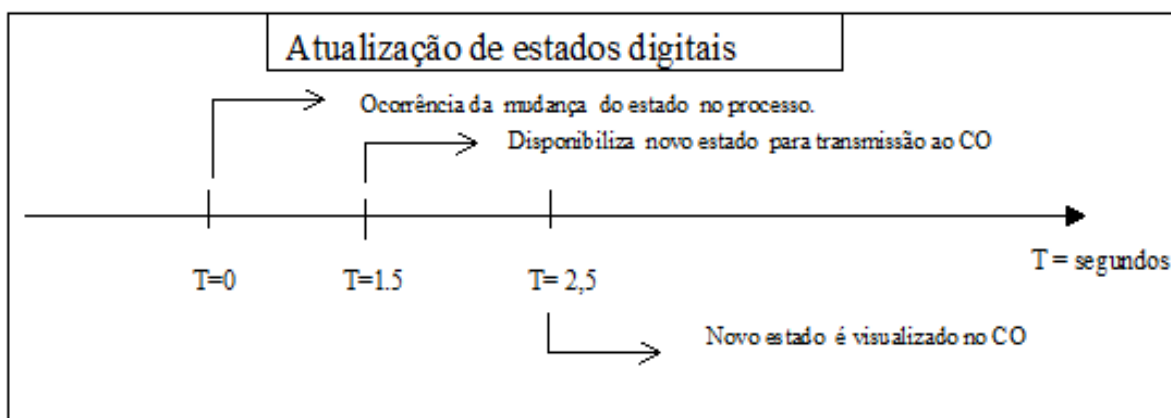 Atualização de estados digitais
Ocorrência da mudança do estado no processo.
Disponibiliza novo estado para transmissão ao CO
T=0
T=1.5
T= 2,5
T = segundos
Novo estado é visualizado no CO